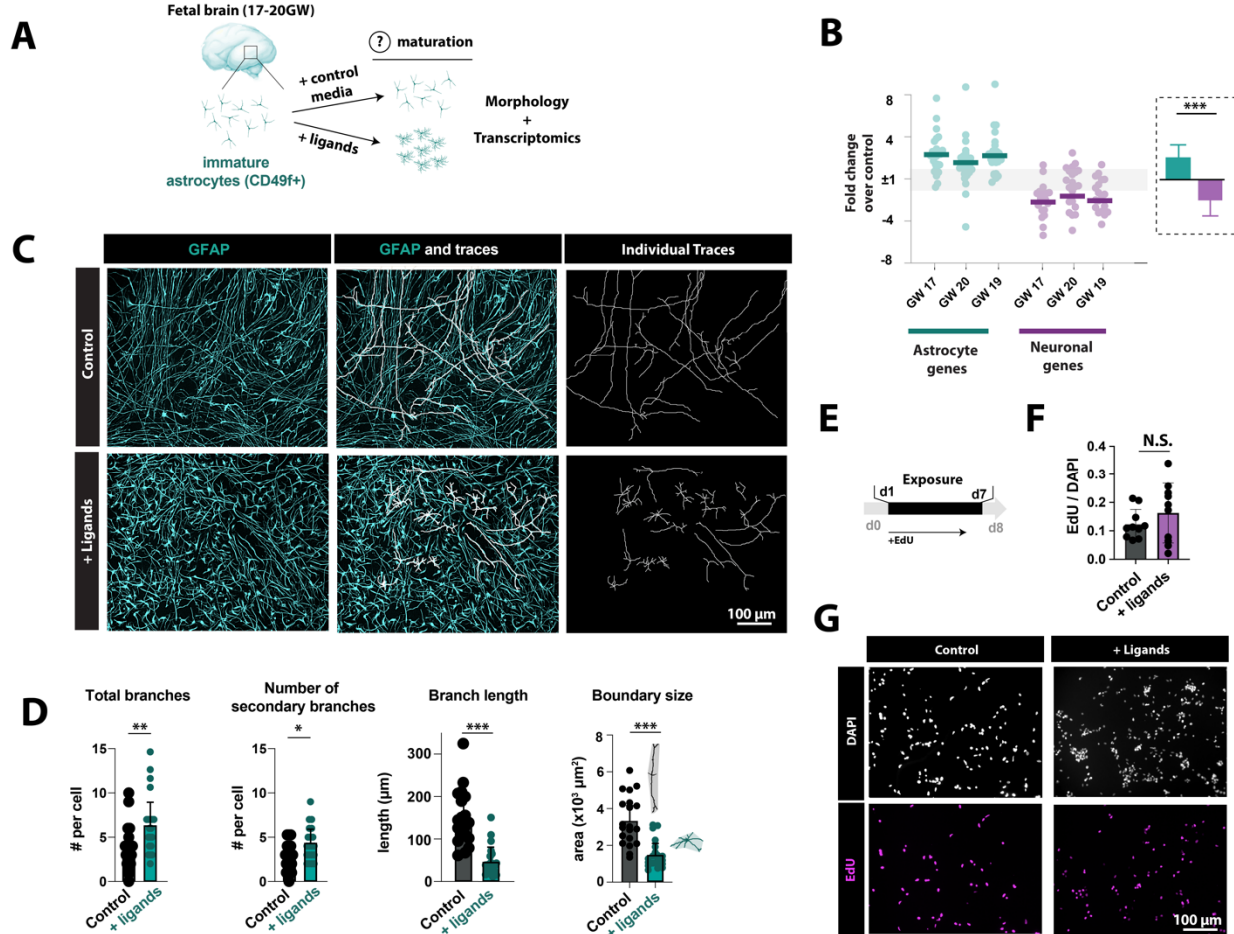 A
Fetal brain (17-20GW)
+ control
media
+ ligands
immature
astrocytes (CD49f+)
? maturation
Morphology
+
Transcriptomics
B
Fold change
over control
8
4
±1
-4
-8
GW 17
GW 20
GW 19
GW 17
GW 20
GW 19
Astrocyte
genes
Neuronal
genes
***
C
GFAP
GFAP and traces
Individual Traces
Control
+ Ligands
100 µm
D
Total branches
**
# per cell
15
10
5
0
Control
+ ligands
Number of
secondary branches
*
# per cell
15
10
5
0
Control
+ ligands
Branch length
***
length (µm)
300
200
100
0
Control
+ ligands
Boundary size
***
area (x10³ µm²)
8
6
4
2
0
Control
+ ligands
E
Exposure
d1
d7
d0
d8
+EdU
F
N.S.
EdU / DAPI
0.4
0.3
0.2
0.1
0.0
Control
+ ligands
G
Control
+ Ligands
DAPI
EdU
100 µm